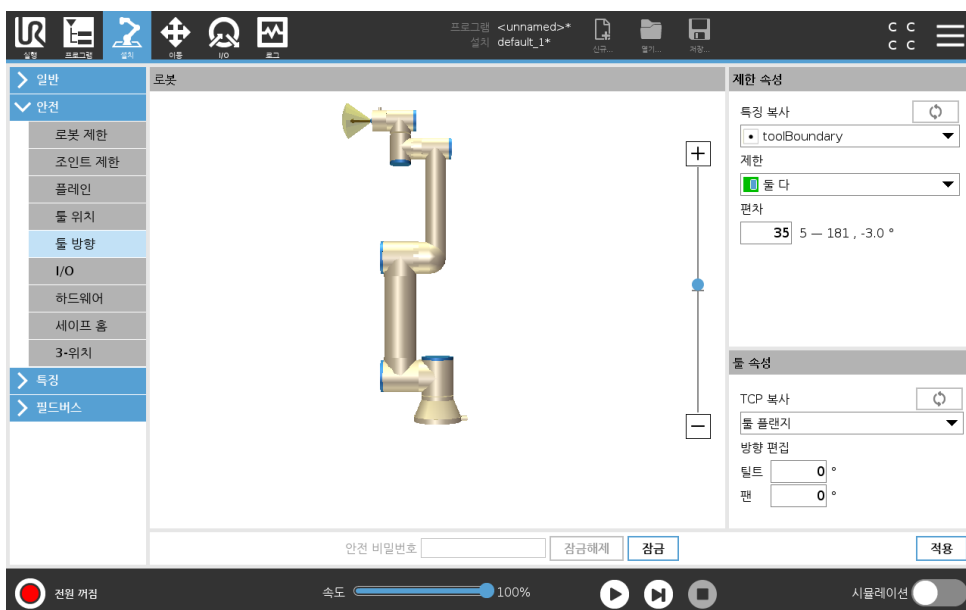 UR
실행 프로그램 설치 이동 I/O 로그
프로그램 <unnamed>*
설치 default_1*
신규... 열기... 저장...
C C
C C
일반
안전
로봇 제한
조인트 제한
플레인
툴 위치
툴 방향
I/O
하드웨어
세이프 홈
3-위치
특징
필드버스
로봇
+
−
제한 속성
특징 복사
toolBoundary
제한
둘 다
편차
35 5 — 181 , -3.0 °
툴 속성
TCP 복사
툴 플랜지
방향 편집
틸트 0 °
팬 0 °
안전 비밀번호 잠금해제 잠금 적용
전원 꺼짐 속도 100% 시뮬레이션